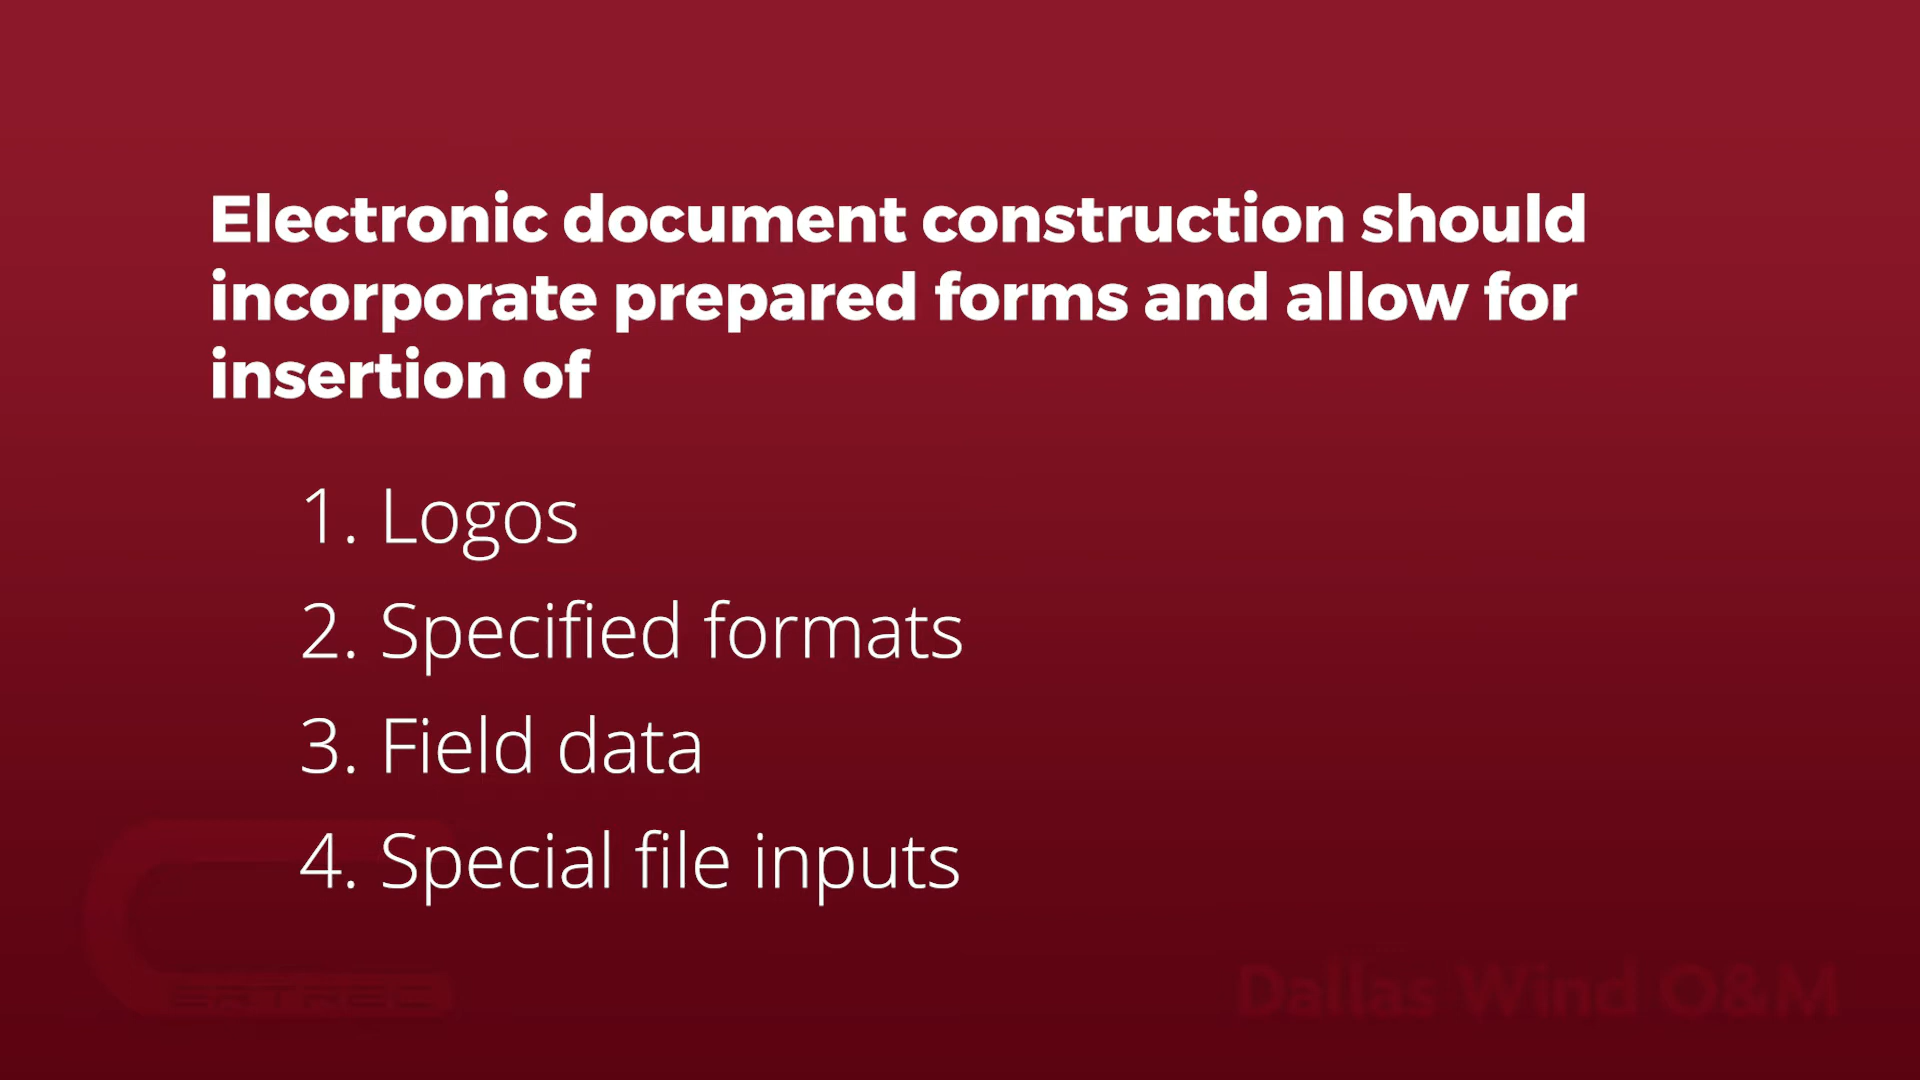 Electronic document construction should
incorporate prepared forms and allow for
insertion of
1. Logos
2. Specified formats
3. Field data
4. Special file inputs
Dallas Wind O&M